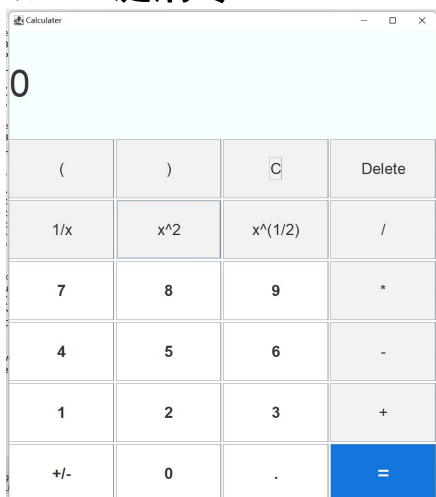 Calculater
0
( ) C Delete
1/x x^2 x^(1/2) /
7 8 9 *
4 5 6 -
1 2 3 +
+/- 0 . =